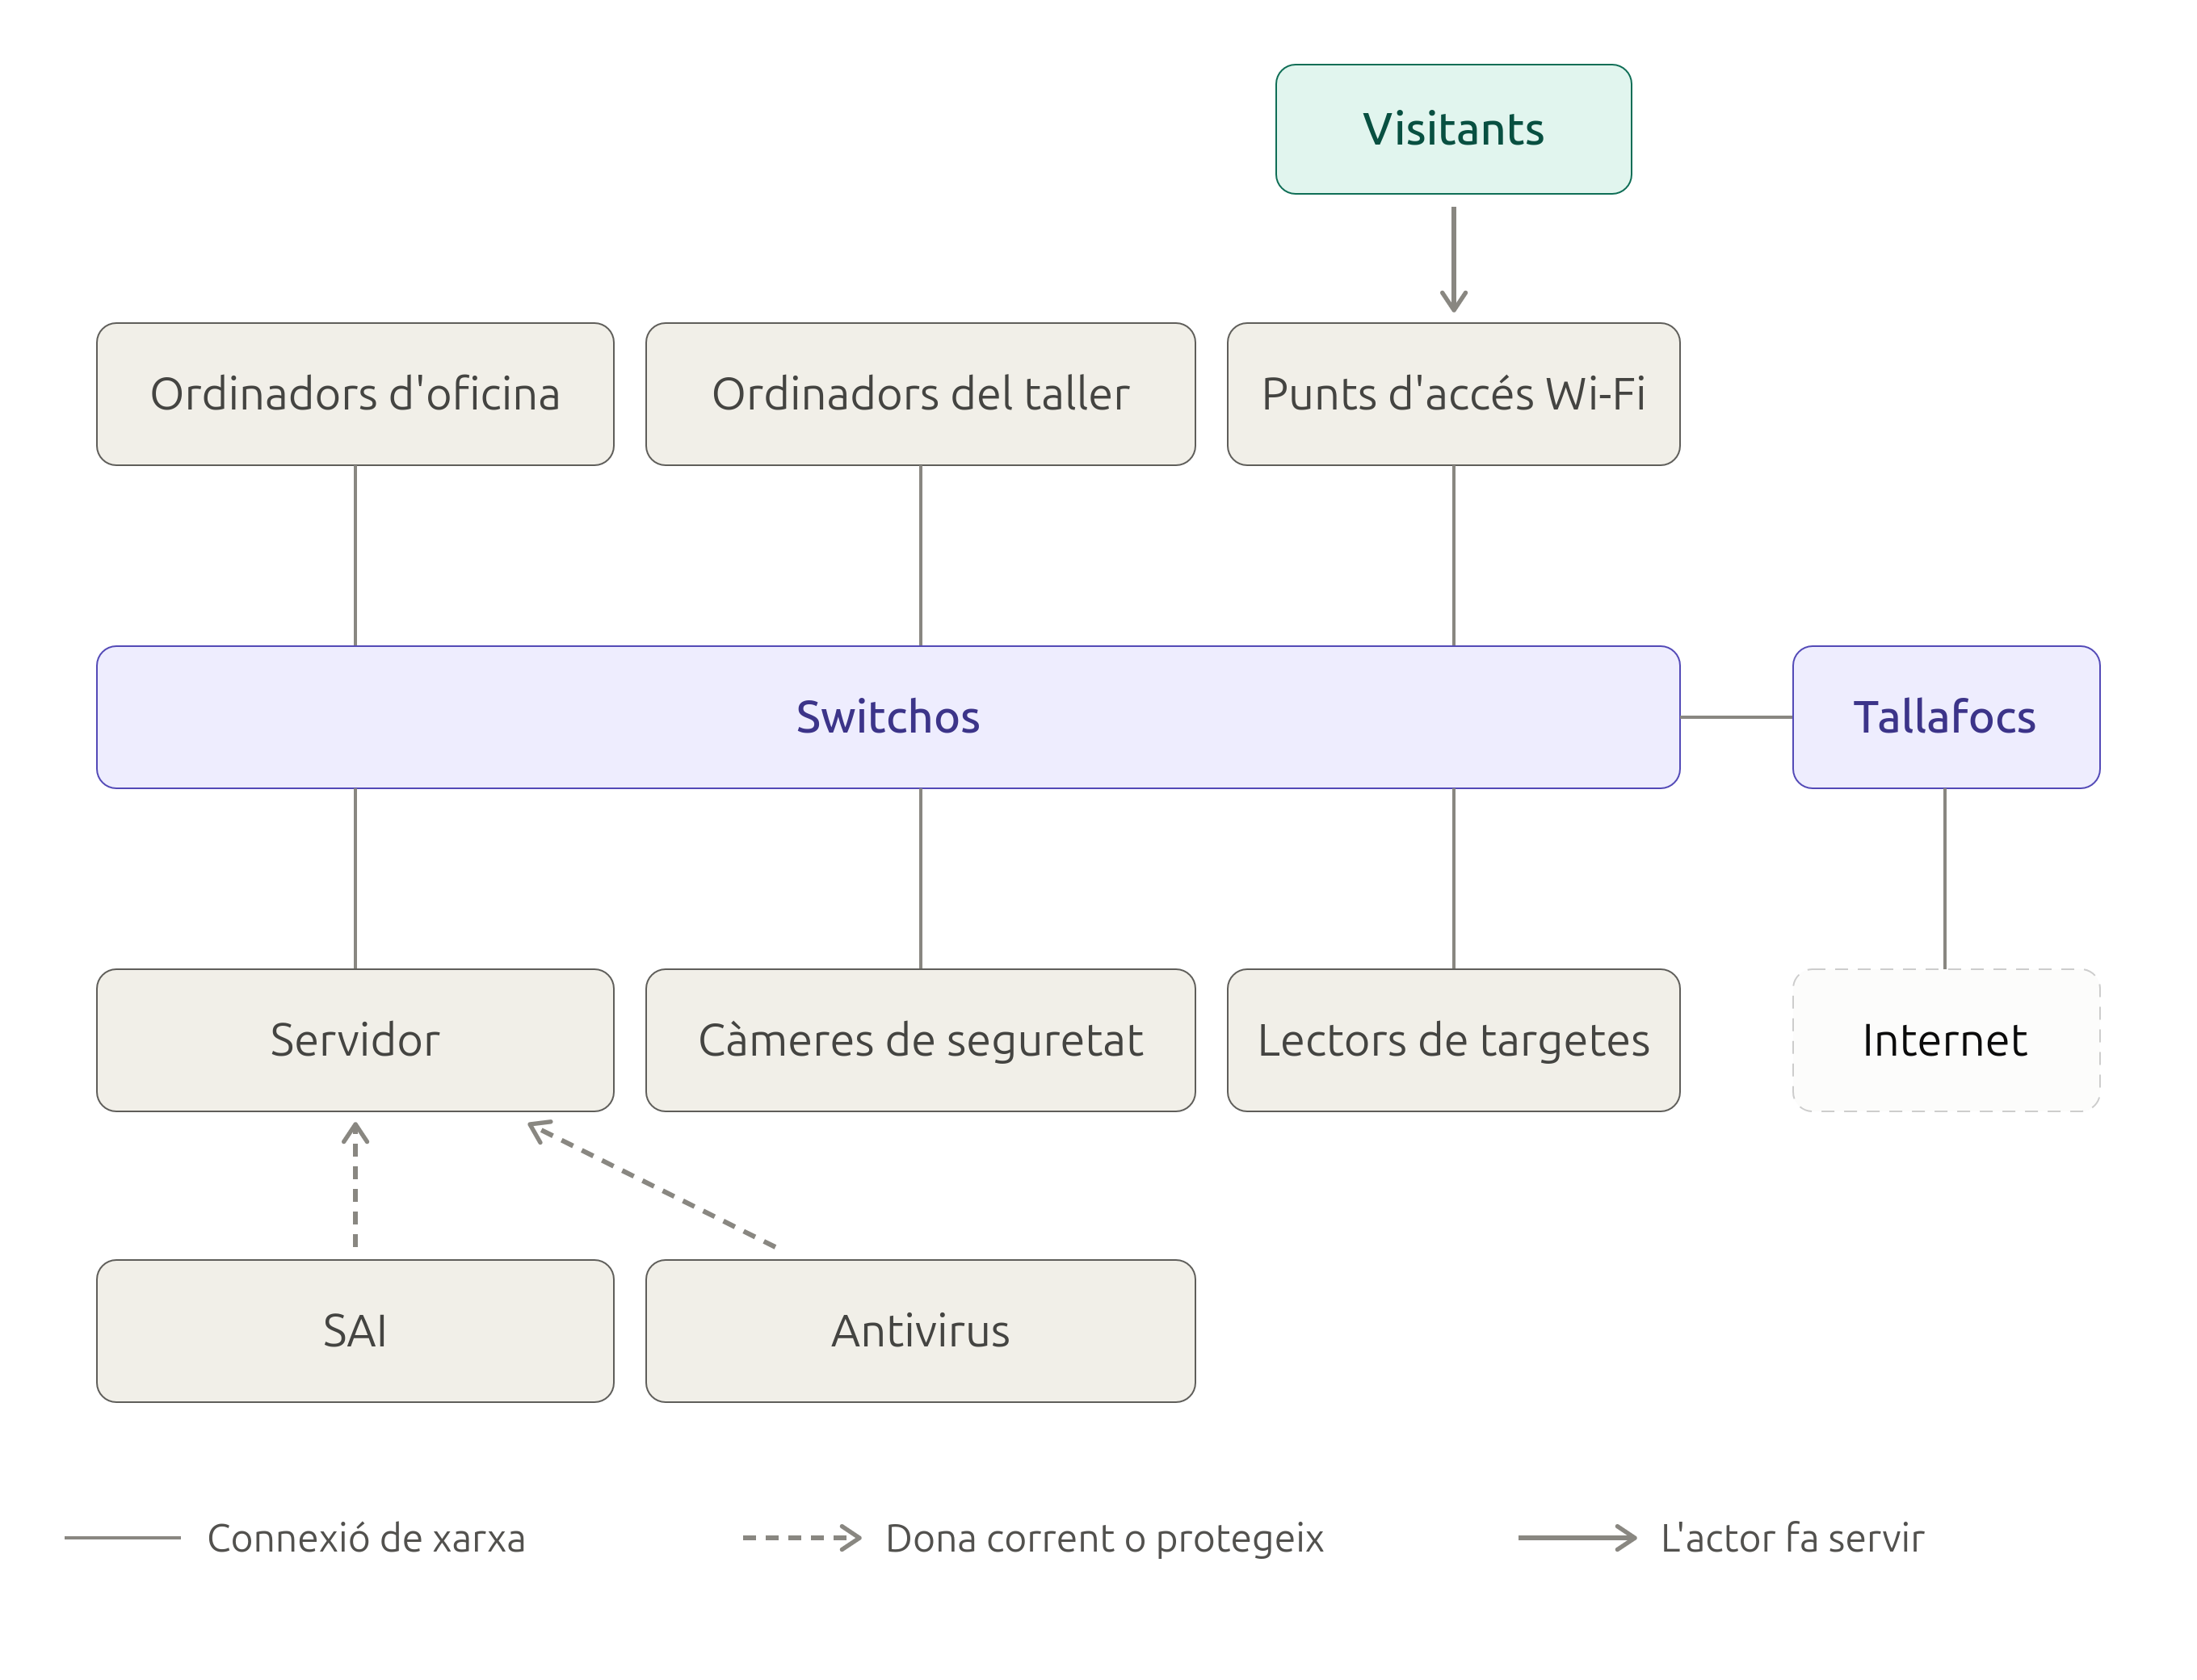 Visitants
Ordinadors d'oficina
Ordinadors del taller
Punts d'accés Wi-Fi
Switchos
Tallafocs
Servidor
Càmeres de seguretat
Lectors de targetes
Internet
SAI
Antivirus
Connexió de xarxa
Dona corrent o protegeix
L'actor fa servir